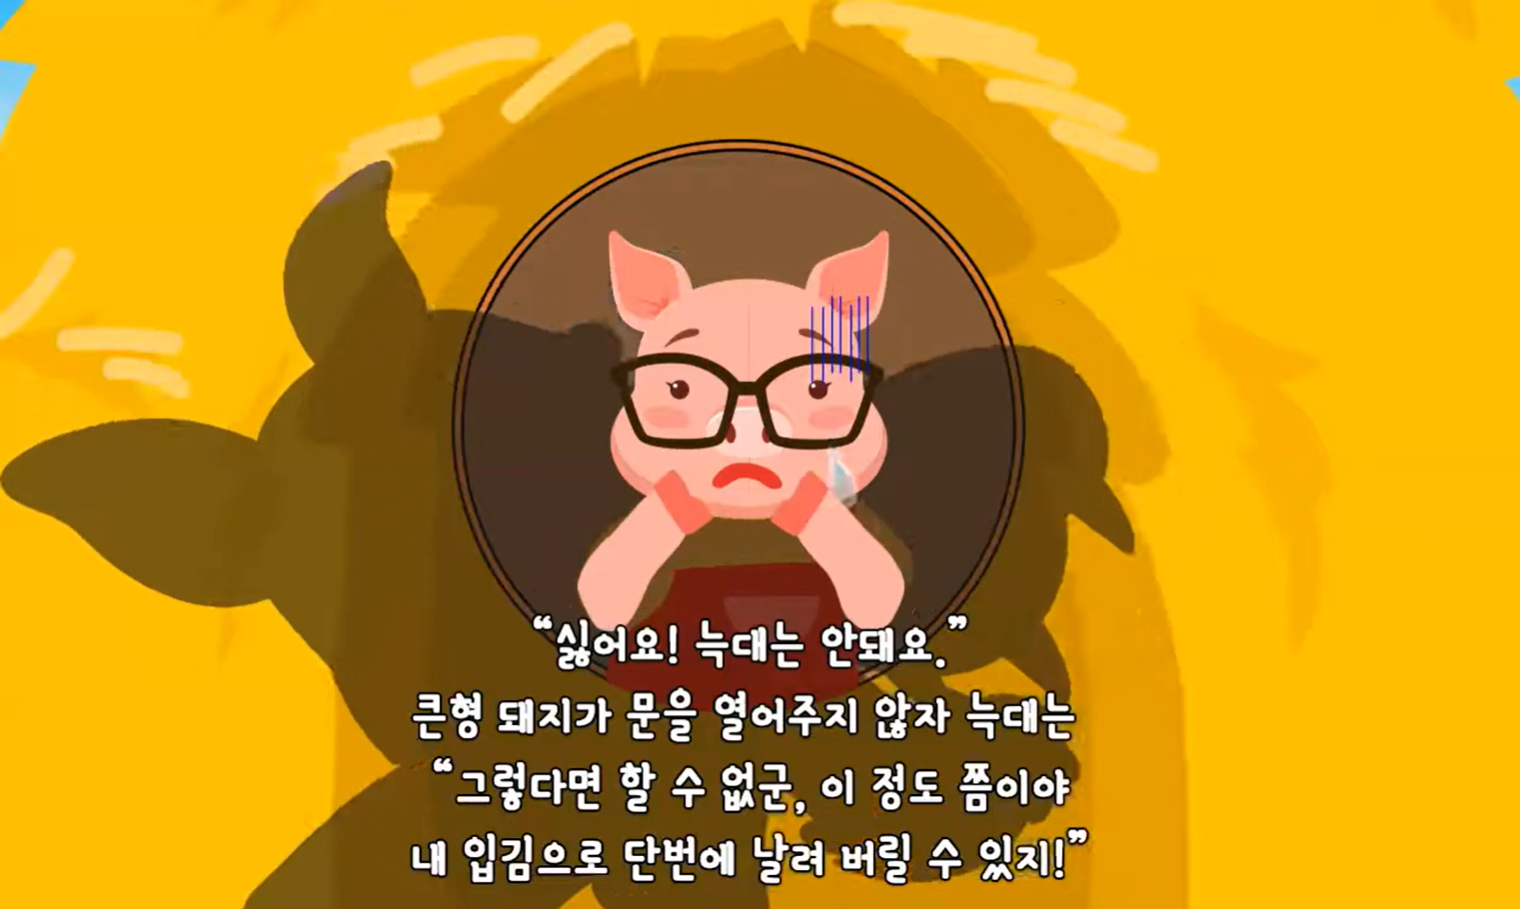 “싫어요! 늑대는 안돼요.”
큰형 돼지가 문을 열어주지 않자 늑대는
“그렇다면 할 수 없군, 이 정도 쯤이야
내 입김으로 단번에 날려 버릴 수 있지!”